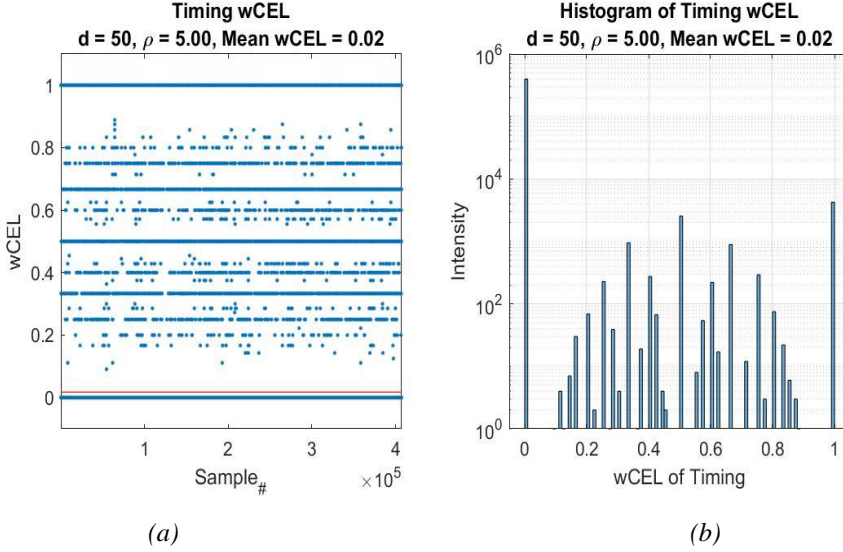 Timing wCEL
d = 50, ρ = 5.00, Mean wCEL = 0.02
1
0.8
0.6
0.4
0.2
0
wCEL
1
2
3
4
Sample#
×10^5
(a)
Histogram of Timing wCEL
d = 50, ρ = 5.00, Mean wCEL = 0.02
10^6
10^4
10^2
10^0
Intensity
0
0.2
0.4
0.6
0.8
1
wCEL of Timing
(b)